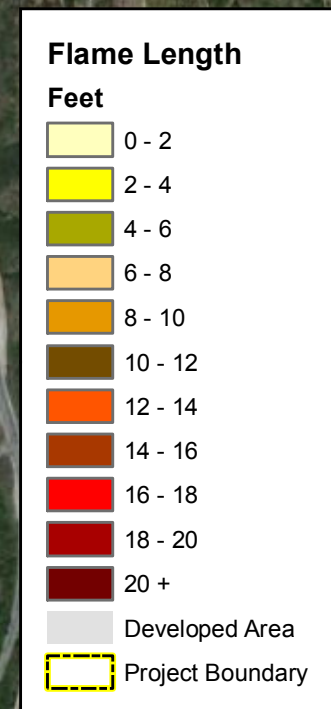 Flame Length
Feet
0 - 2
2 - 4
4 - 6
6 - 8
8 - 10
10 - 12
12 - 14
14 - 16
16 - 18
18 - 20
20 +
Developed Area
Project Boundary